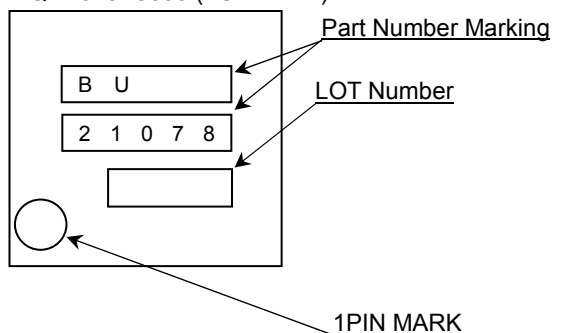 Part Number Marking
B U
LOT Number
2 1 0 7 8
1PIN MARK